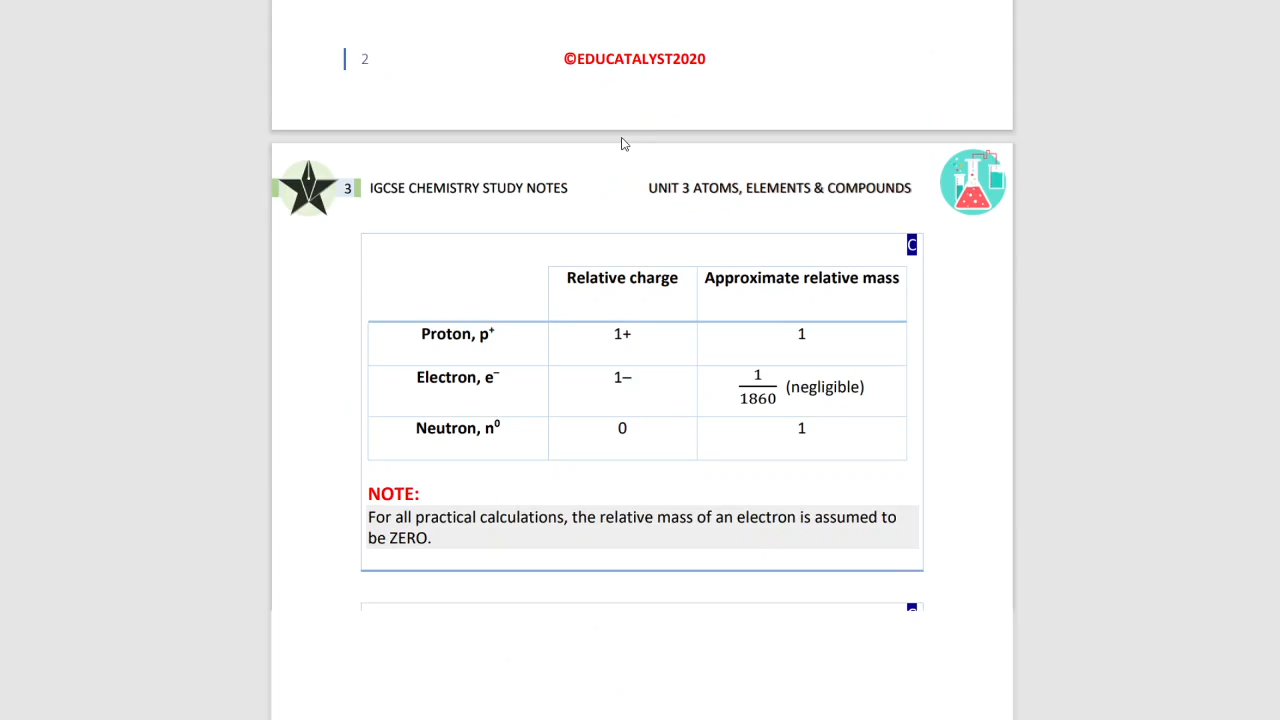 2
©EDUCATALYST2020
3 IGCSE CHEMISTRY STUDY NOTES UNIT 3 ATOMS, ELEMENTS & COMPOUNDS
C
Relative charge Approximate relative mass
Proton, p⁺ 1+ 1
Electron, e⁻ 1– 1/1860 (negligible)
Neutron, n⁰ 0 1
NOTE:
For all practical calculations, the relative mass of an electron is assumed to
be ZERO.